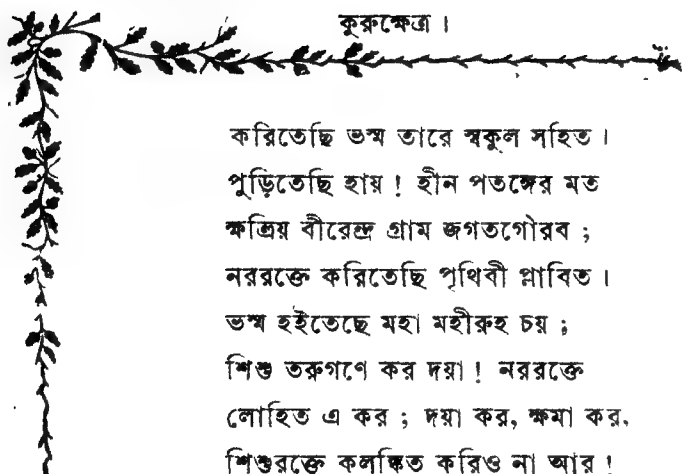 কুরুক্ষেত্র।
করিতেছি ভস্ম তারে স্বকুল সহিত।
পুড়িতেছি হায়! হীন পতঙ্গের মত
ক্ষত্রিয় বীরেন্দ্র গ্রাম জগতগৌরব;
নররক্তে করিতেছি পৃথিবী প্লাবিত।
ভস্ম হইতেছে মহা মহীরুহ চয়;
শিশু তরুগণে কর দয়া! নররক্তে
লোহিত এ কর; দয়া কর, ক্ষমা কর,
শিশুরক্তে কলঙ্কিত করিও না আর!